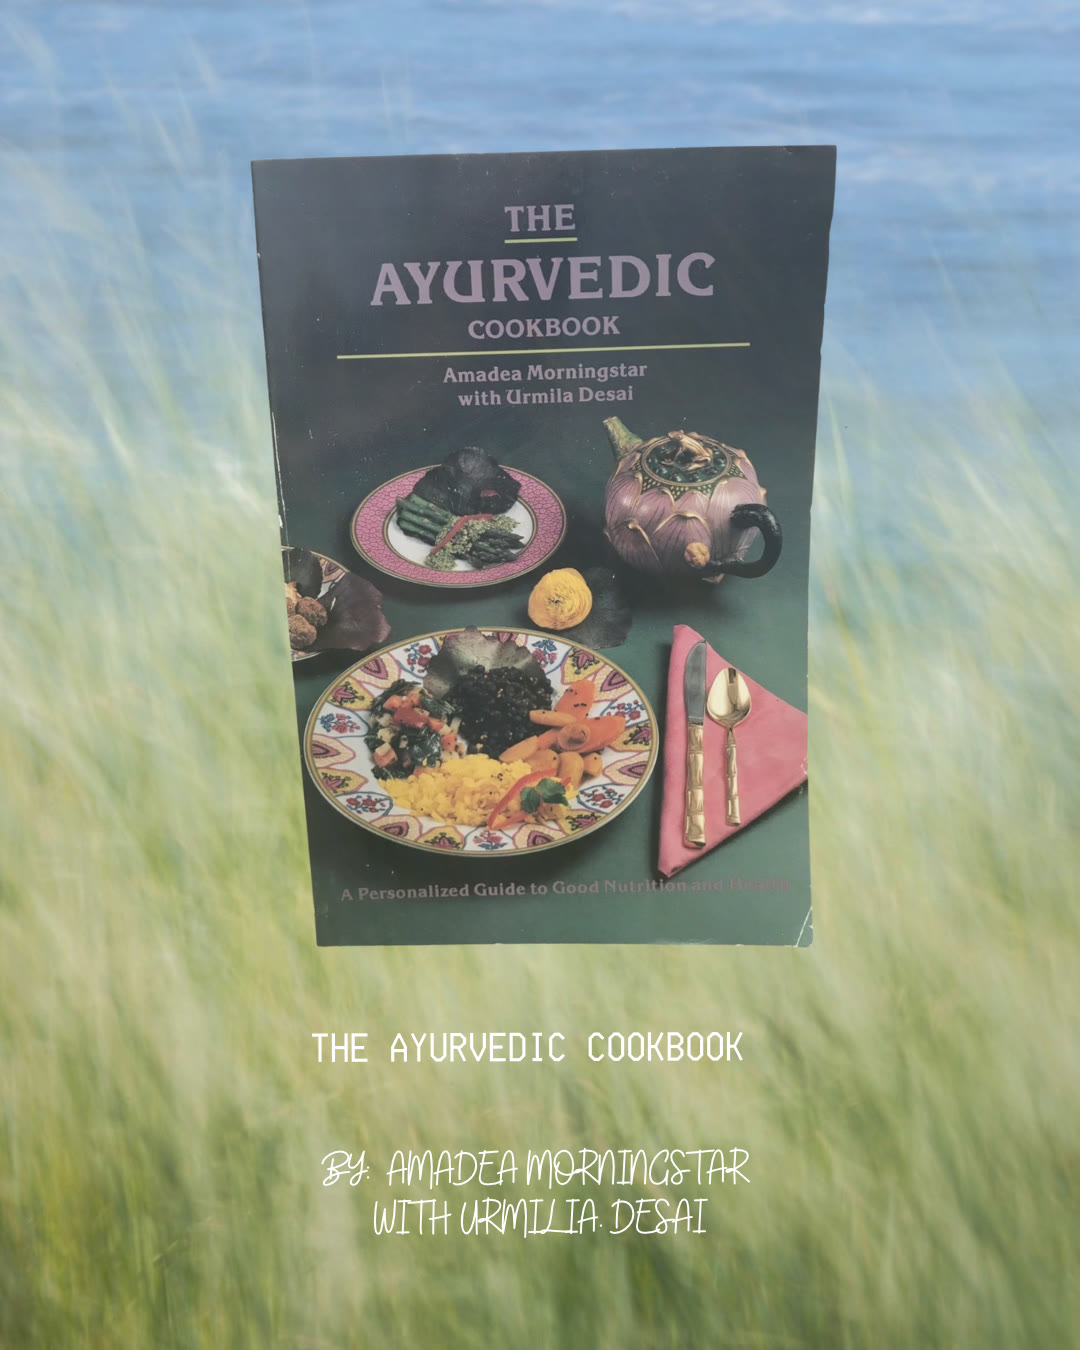 THE
AYURVEDIC
COOKBOOK
Amadea Morningstar
with Urmila Desai
A Personalized Guide to Good Nutrition and Health
THE AYURVEDIC COOKBOOK
BY: AMADEA MORNINGSTAR
WITH URMILIA. DESAI